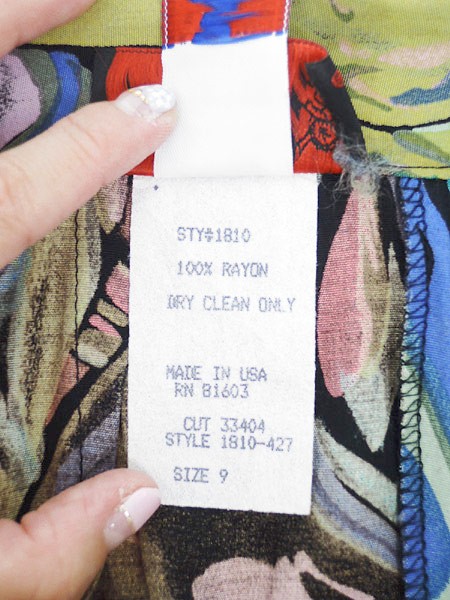 STY#1810
100% RAYON
DRY CLEAN ONLY
MADE IN USA
RN 81603
CUT 33404
STYLE 1810-427
SIZE 9